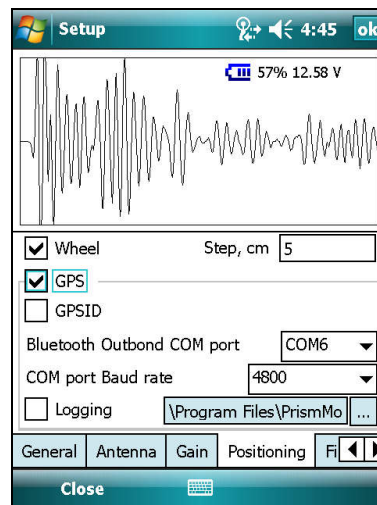 Setup 4:45 ok
57% 12.58 V
Wheel Step, cm 5
GPS
GPSID
Bluetooth Outbond COM port COM6
COM port Baud rate 4800
Logging \Program Files\PrismMo ...
General Antenna Gain Positioning Fi
Close